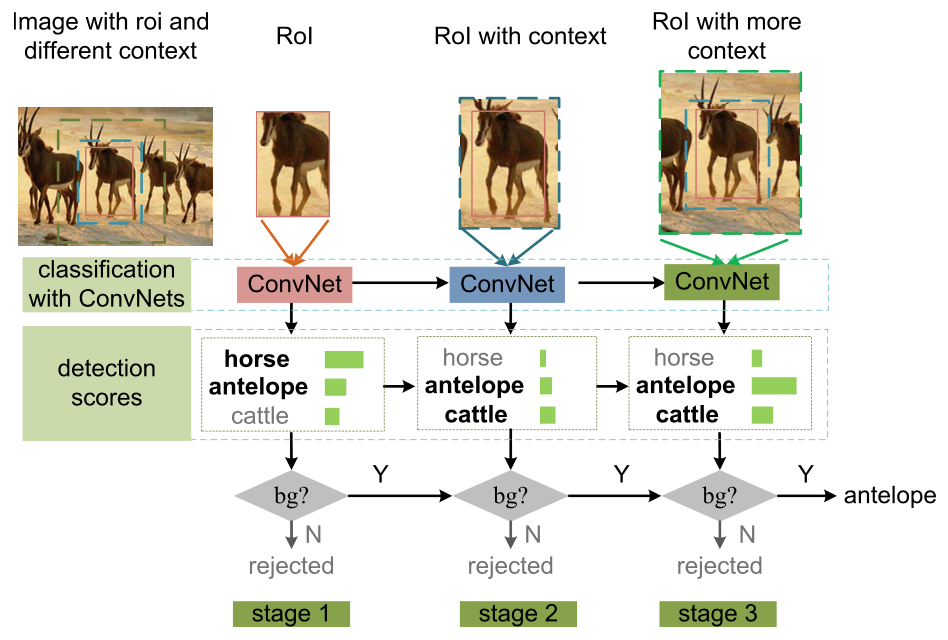 Image with roi and
different context
RoI
RoI with context
RoI with more
context
classification
with ConvNets
ConvNet
ConvNet
ConvNet
detection
scores
horse
antelope
cattle
horse
antelope
cattle
horse
antelope
cattle
bg?
Y
bg?
Y
bg?
Y
antelope
N
N
N
rejected
rejected
rejected
stage 1
stage 2
stage 3